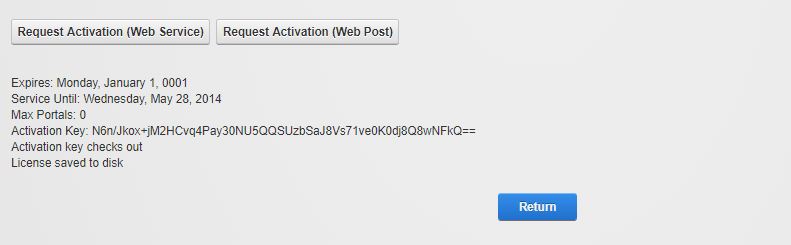 Request Activation (Web Service) Request Activation (Web Post)
Expires: Monday, January 1, 0001
Service Until: Wednesday, May 28, 2014
Max Portals: 0
Activation Key: N6n/Jkox+jM2HCvq4Pay30NU5QQSUzbSaJ8Vs71ve0K0dj8Q8wNFkQ==
Activation key checks out
License saved to disk
Return